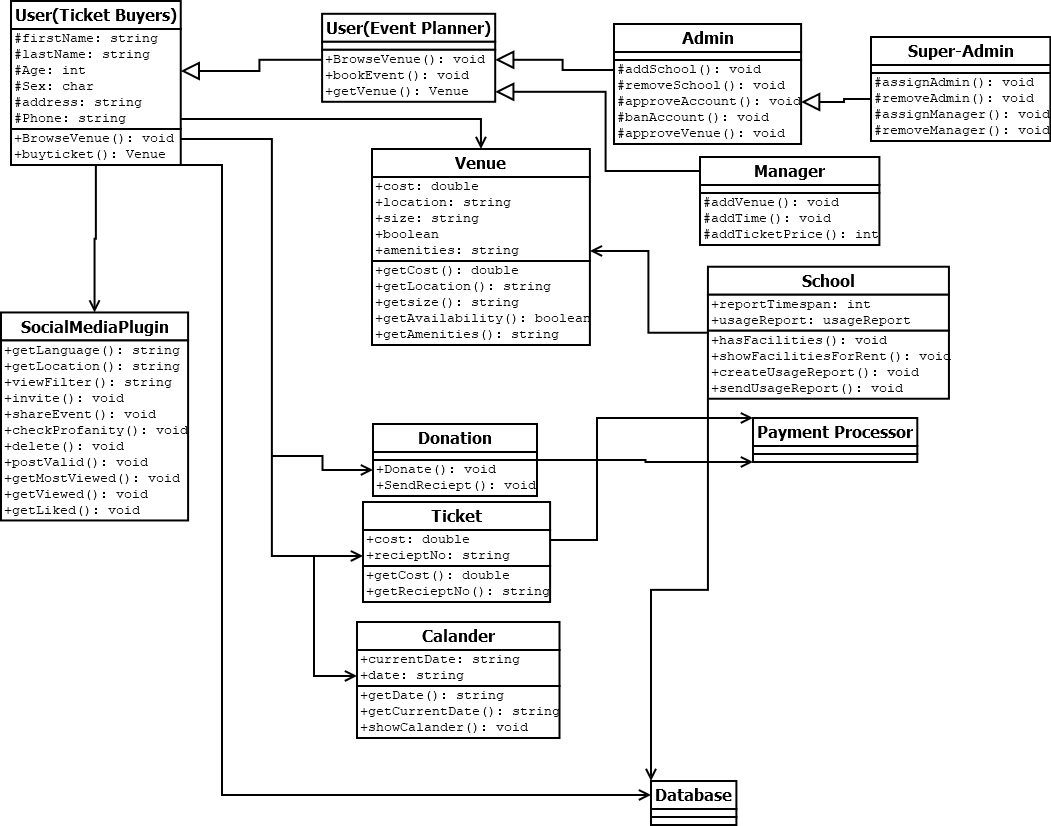 User(Ticket Buyers)
#firstName: string
#lastName: string
#Age: int
#Sex: char
#address: string
#Phone: string
+BrowseVenue(): void
+buyticket(): Venue
User(Event Planner)
+BrowseVenue(): void
+bookEvent(): void
+getVenue(): Venue
Admin
#addSchool(): void
#removeSchool(): void
#approveAccount(): void
#banAccount(): void
#approveVenue(): void
Super-Admin
#assignAdmin(): void
#removeAdmin(): void
#assignManager(): void
#removeManager(): void
Venue
+cost: double
+location: string
+size: string
+boolean
+amenities: string
+getCost(): double
+getLocation(): string
+getsize(): string
+getAvailability(): boolean
+getAmenities(): string
Manager
#addVenue(): void
#addTime(): void
#addTicketPrice(): int
School
+reportTimespan: int
+usageReport: usageReport
+hasFacilities(): void
+showFacilitiesForRent(): void
+createUsageReport(): void
+sendUsageReport(): void
SocialMediaPlugin
+getLanguage(): string
+getLocation(): string
+viewFilter(): string
+invite(): void
+shareEvent(): void
+checkProfanity(): void
+delete(): void
+postValid(): void
+getMostViewed(): void
+getViewed(): void
+getLiked(): void
Donation
+Donate(): void
+SendReciept(): void
Payment Processor
Ticket
+cost: double
+recieptNo: string
+getCost(): double
+getRecieptNo(): string
Calander
+currentDate: string
+date: string
+getDate(): string
+getCurrentDate(): string
+showCalander(): void
Database